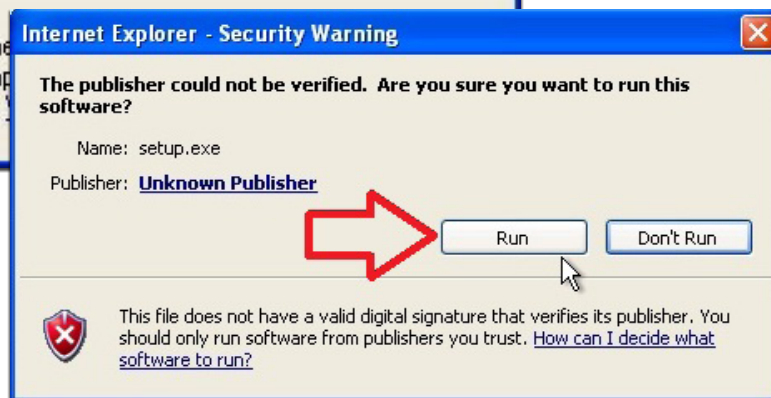 Internet Explorer - Security Warning
The publisher could not be verified. Are you sure you want to run this
software?
Name: setup.exe
Publisher: Unknown Publisher
Run
Don't Run
This file does not have a valid digital signature that verifies its publisher. You
should only run software from publishers you trust. How can I decide what
software to run?